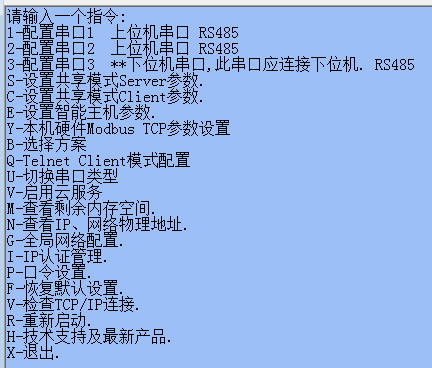 请输入一个指令:
1-配置串口1  上位机串口 RS485
2-配置串口2  上位机串口 RS485
3-配置串口3  **下位机串口,此串口应连接下位机. RS485
S-设置共享模式Server参数.
C-设置共享模式Client参数.
E-设置智能主机参数.
Y-本机硬件Modbus TCP参数设置
B-选择方案
Q-Telnet Client模式配置
U-切换串口类型
V-启用云服务
M-查看剩余内存空间.
N-查看IP、网络物理地址.
G-全局网络配置.
I-IP认证管理.
P-口令设置.
F-恢复默认设置.
V-检查TCP/IP连接.
R-重新启动.
H-技术支持及最新产品.
X-退出.